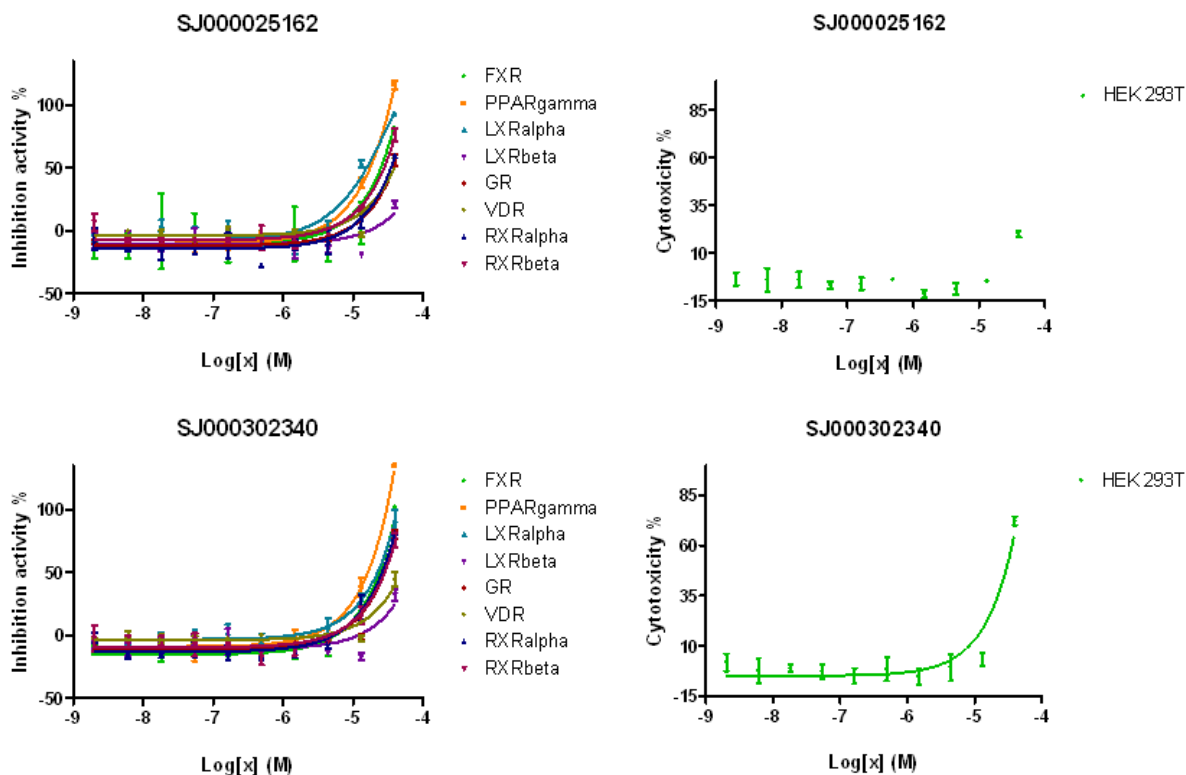 SJ000025162
Inhibition activity %
100
50
0
-50
-9
-8
-7
-6
-5
-4
Log[x] (M)
FXR
PPARgamma
LXRalpha
LXRbeta
GR
VDR
RXRalpha
RXRbeta
SJ000025162
Cytotoxicity %
85
60
35
10
-15
-9
-8
-7
-6
-5
-4
Log[x] (M)
HEK 293T
SJ000302340
Inhibition activity %
100
50
0
-50
-9
-8
-7
-6
-5
-4
Log[x] (M)
FXR
PPARgamma
LXRalpha
LXRbeta
GR
VDR
RXRalpha
RXRbeta
SJ000302340
Cytotoxicity %
85
60
35
10
-15
-9
-8
-7
-6
-5
-4
Log[x] (M)
HEK 293T